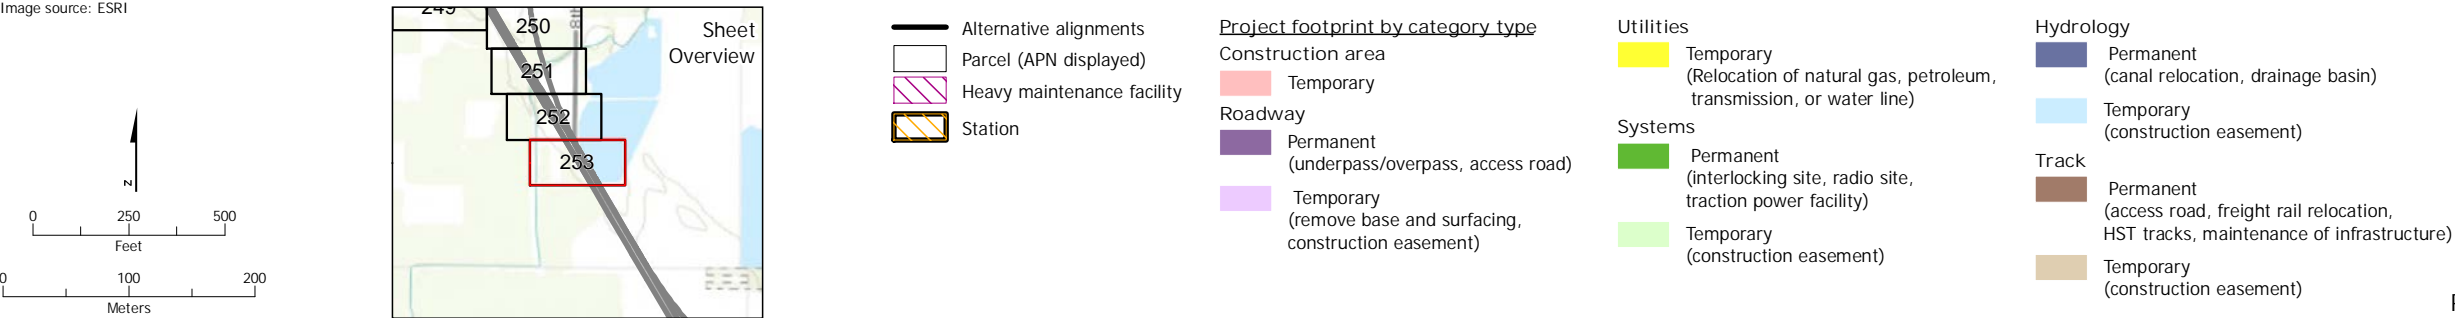 Image source: ESRI
N
0 250 500
Feet
0 100 200
Meters
249
250
251
252
253
8th
Sheet
Overview
Alternative alignments
Parcel (APN displayed)
Heavy maintenance facility
Station
Project footprint by category type
Construction area
Temporary
Roadway
Permanent
(underpass/overpass, access road)
Temporary
(remove base and surfacing,
construction easement)
Utilities
Temporary
(Relocation of natural gas, petroleum,
transmission, or water line)
Systems
Permanent
(interlocking site, radio site,
traction power facility)
Temporary
(construction easement)
Hydrology
Permanent
(canal relocation, drainage basin)
Temporary
(construction easement)
Track
Permanent
(access road, freight rail relocation,
HST tracks, maintenance of infrastructure)
Temporary
(construction easement)